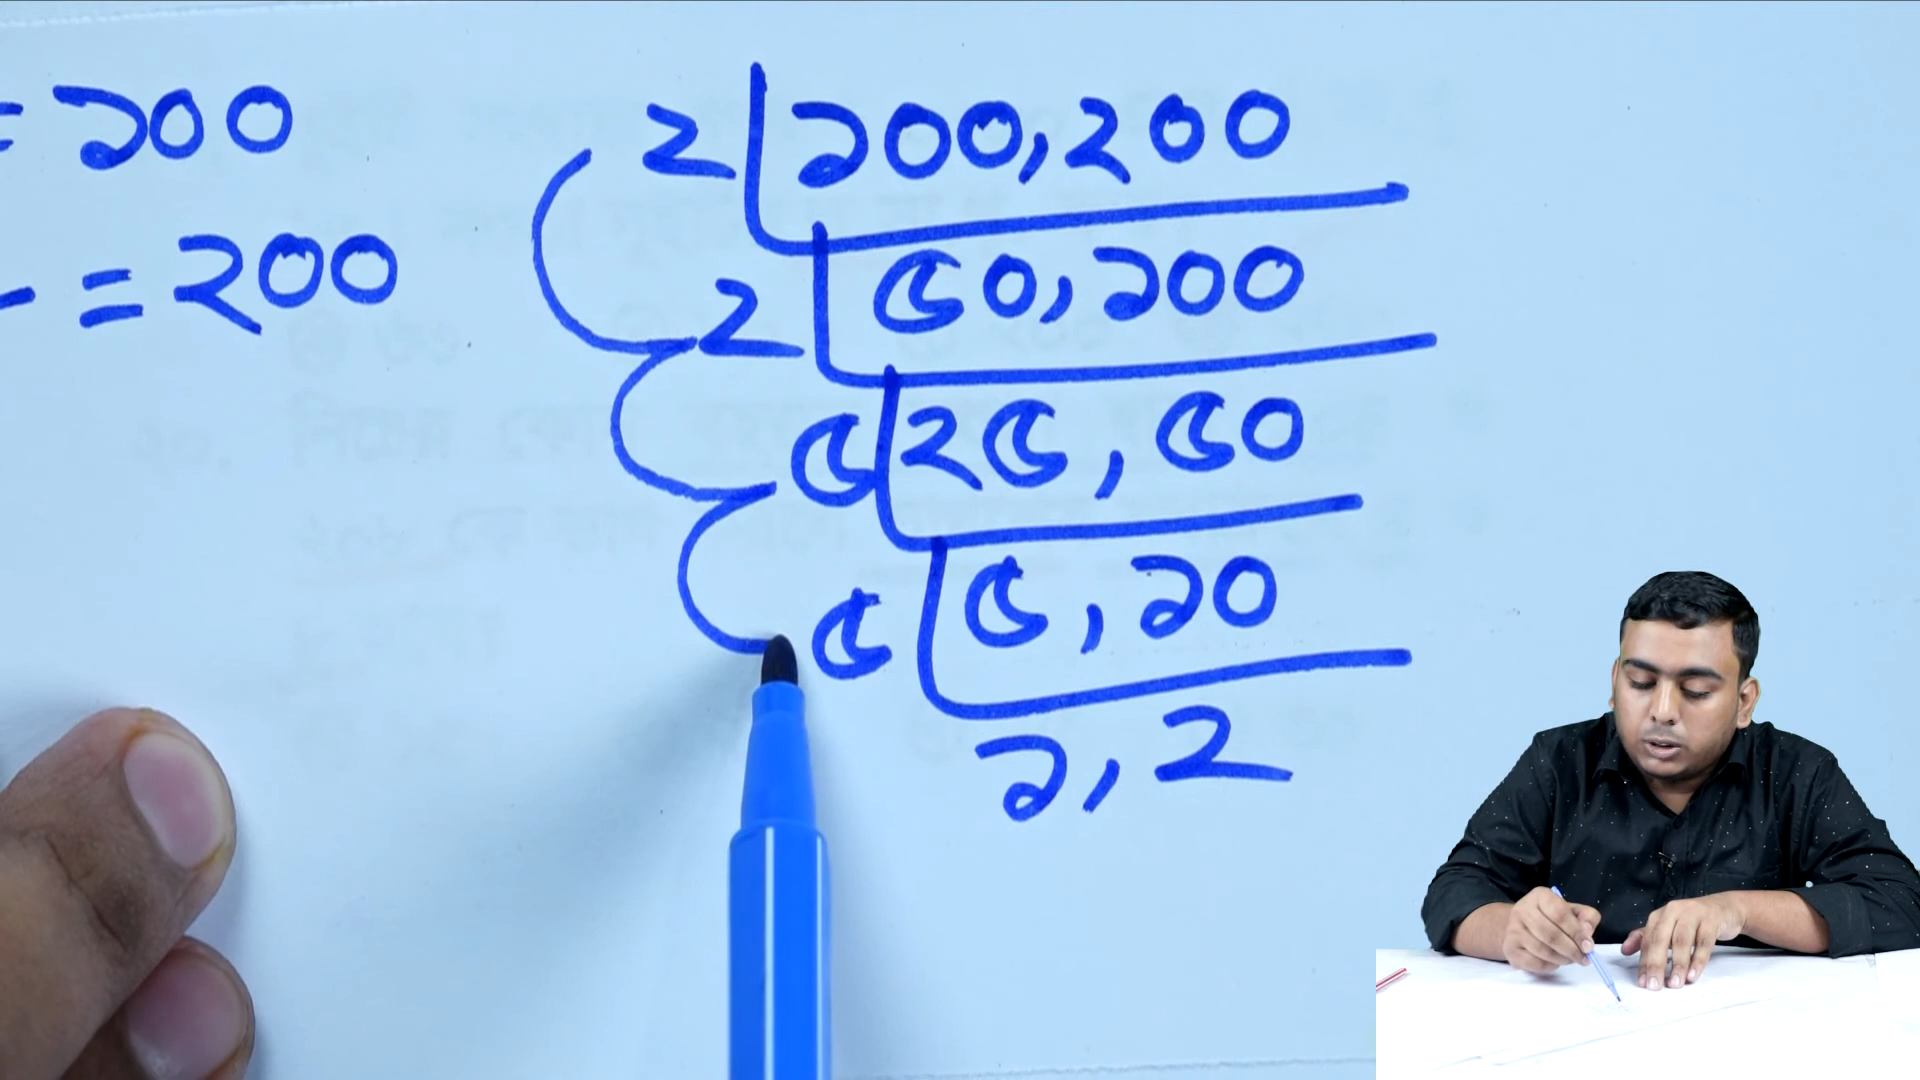 = ১০০
= ২০০
২ ১০০, ২০০
২ ৫০, ১০০
৫ ২৫, ৫০
৫ ৫, ১০
১, ২